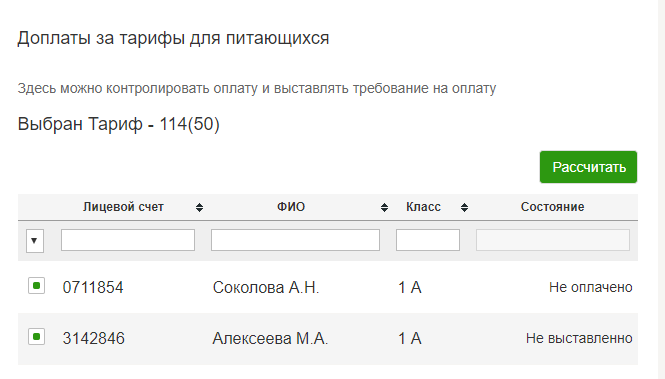 Доплаты за тарифы для питающихся
Здесь можно контролировать оплату и выставлять требование на оплату
Выбран Тариф - 114(50)
Рассчитать
Лицевой счет ФИО Класс Состояние
0711854 Соколова А.Н. 1 А Не оплачено
3142846 Алексеева М.А. 1 А Не выставленно